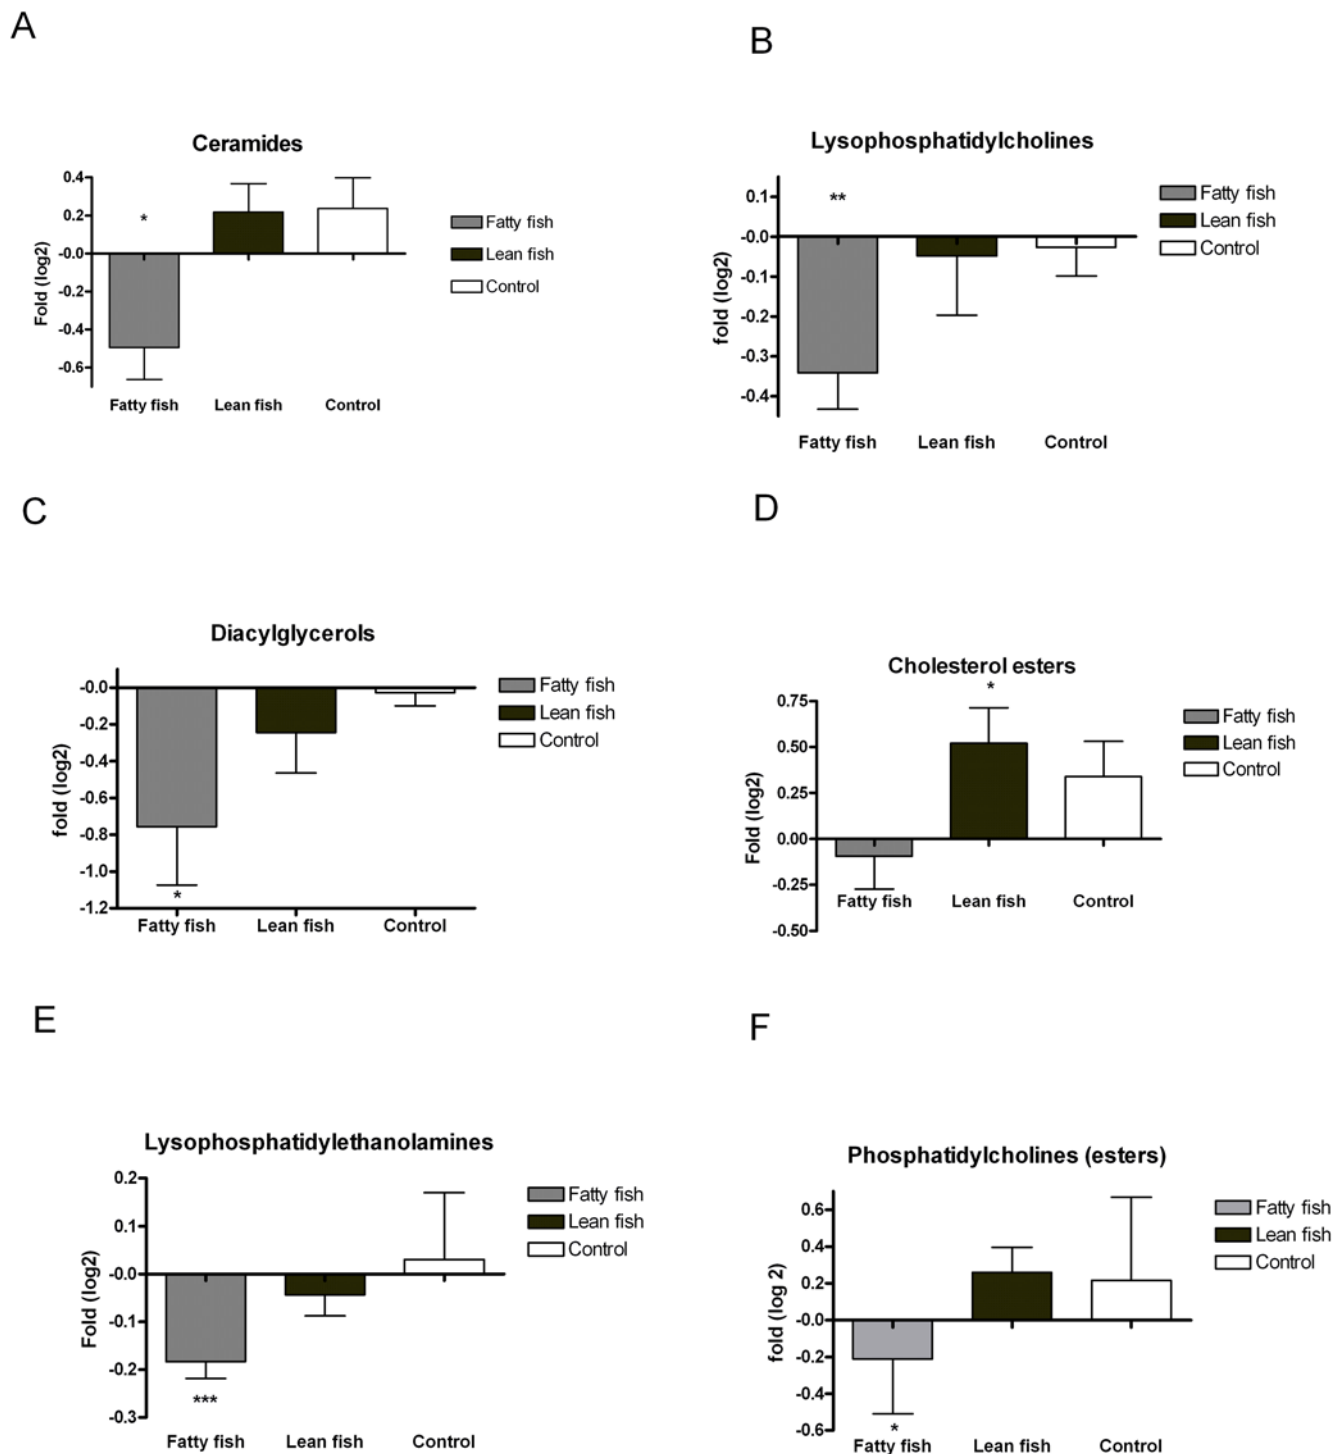 A
Ceramides
Fold (log2)
0.4
0.2
-0.0
-0.2
-0.4
-0.6
*
Fatty fish
Lean fish
Control
Fatty fish Lean fish Control
B
Lysophosphatidylcholines
fold (log2)
0.1
-0.0
-0.1
-0.2
-0.3
-0.4
**
Fatty fish
Lean fish
Control
Fatty fish Lean fish Control
C
Diacylglycerols
fold (log2)
-0.0
-0.2
-0.4
-0.6
-0.8
-1.0
-1.2
*
Fatty fish
Lean fish
Control
Fatty fish Lean fish Control
D
Cholesterol esters
Fold (log2)
0.75
0.50
0.25
0.00
-0.25
-0.50
*
Fatty fish
Lean fish
Control
Fatty fish Lean fish Control
E
Lysophosphatidylethanolamines
Fold (log2)
0.2
0.1
-0.0
-0.1
-0.2
-0.3
***
Fatty fish
Lean fish
Control
Fatty fish Lean fish Control
F
Phosphatidylcholines (esters)
fold (log 2)
0.6
0.4
0.2
-0.0
-0.2
-0.4
-0.6
*
Fatty fish
Lean fish
Control
Fatty fish Lean fish Control